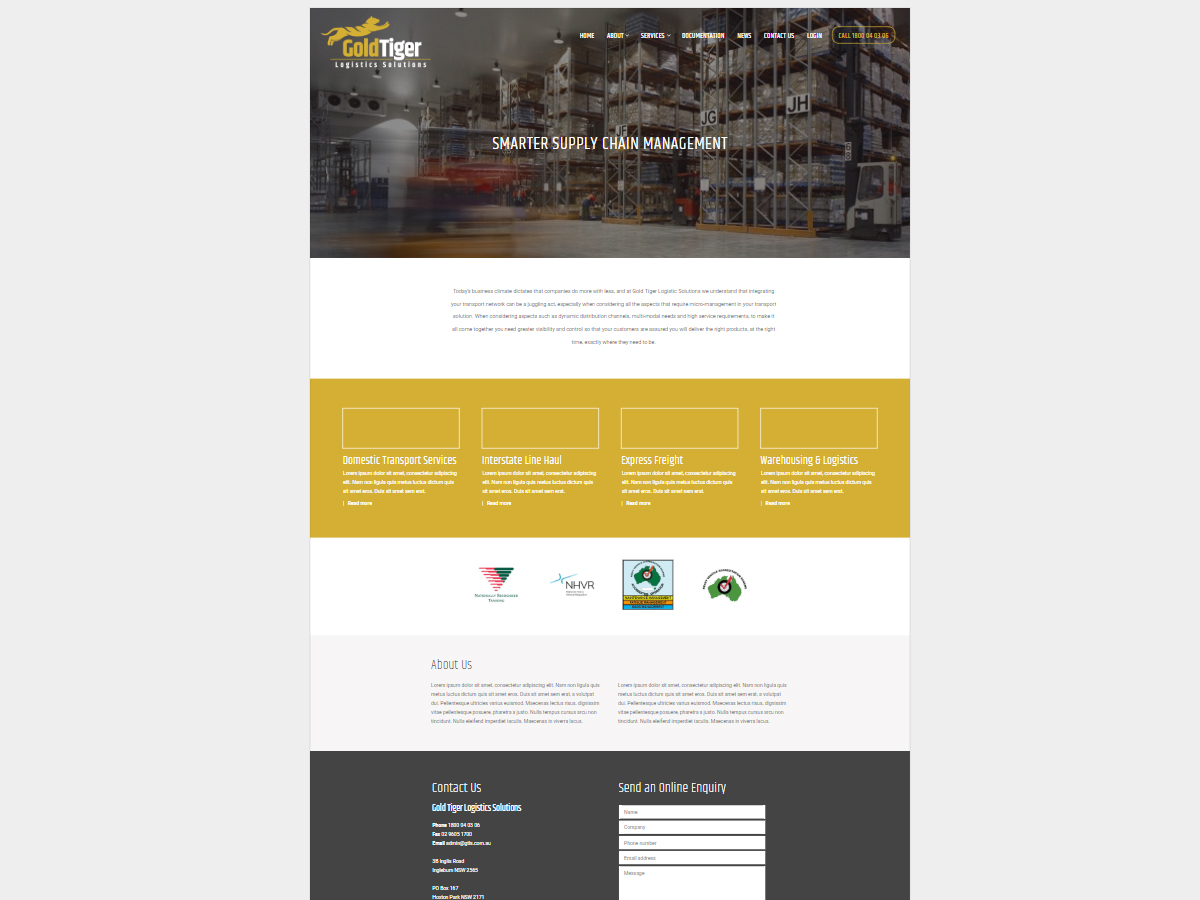 GoldTiger
Logistics Solutions
HOME ABOUT SERVICES DOCUMENTATION NEWS CONTACT US LOGIN CALL 1800 04 03 06
JF
JG
JH
SMARTER SUPPLY CHAIN MANAGEMENT
Today's business climate dictates that companies do more with less, and at Gold Tiger Logistic Solutions we understand that integrating
your transport network can be a juggling act, especially when considering all the aspects that require micro-management in your transport
solution. When considering aspects such as dynamic distribution channels, multi-modal needs and high service requirements, to make it
all come together you need greater visibility and control so that your customers are assured you will deliver the right products, at the right
time, exactly where they need to be.
Domestic Transport Services
Lorem ipsum dolor sit amet, consectetur adipiscing
elit. Nam non ligula quis metus luctus dictum quis
sit amet eros. Duis sit amet sem erat.
| Read more
Interstate Line Haul
Lorem ipsum dolor sit amet, consectetur adipiscing
elit. Nam non ligula quis metus luctus dictum quis
sit amet eros. Duis sit amet sem erat.
| Read more
Express Freight
Lorem ipsum dolor sit amet, consectetur adipiscing
elit. Nam non ligula quis metus luctus dictum quis
sit amet eros. Duis sit amet sem erat.
| Read more
Warehousing & Logistics
Lorem ipsum dolor sit amet, consectetur adipiscing
elit. Nam non ligula quis metus luctus dictum quis
sit amet eros. Duis sit amet sem erat.
| Read more
Nationally Recognised
Training
NHVR
MAINTENANCE MANAGEMENT
FATIGUE MANAGEMENT
MASS MANAGEMENT
About Us
Lorem ipsum dolor sit amet, consectetur adipiscing elit. Nam non ligula quis
metus luctus dictum quis sit amet eros. Duis sit amet sem erat, a volutpat
dui. Pellentesque ultricies varius euismod. Maecenas lectus risus, dignissim
vitae pellentesque posuere, pharetra a justo. Nulla tempus cursus arcu non
tincidunt. Nulla eleifend imperdiet iaculis. Maecenas in viverra lacus.
Lorem ipsum dolor sit amet, consectetur adipiscing elit. Nam non ligula quis
metus luctus dictum quis sit amet eros. Duis sit amet sem erat, a volutpat
dui. Pellentesque ultricies varius euismod. Maecenas lectus risus, dignissim
vitae pellentesque posuere, pharetra a justo. Nulla tempus cursus arcu non
tincidunt. Nulla eleifend imperdiet iaculis. Maecenas in viverra lacus.
Contact Us
Gold Tiger Logistics Solutions
Phone 1800 04 03 06
Fax 02 9605 1700
Email admin@gtls.com.au
38 Inglis Road
Ingleburn NSW 2565
PO Box 167
Hoxton Park NSW 2171
Send an Online Enquiry
Name
Company
Phone number
Email address
Message